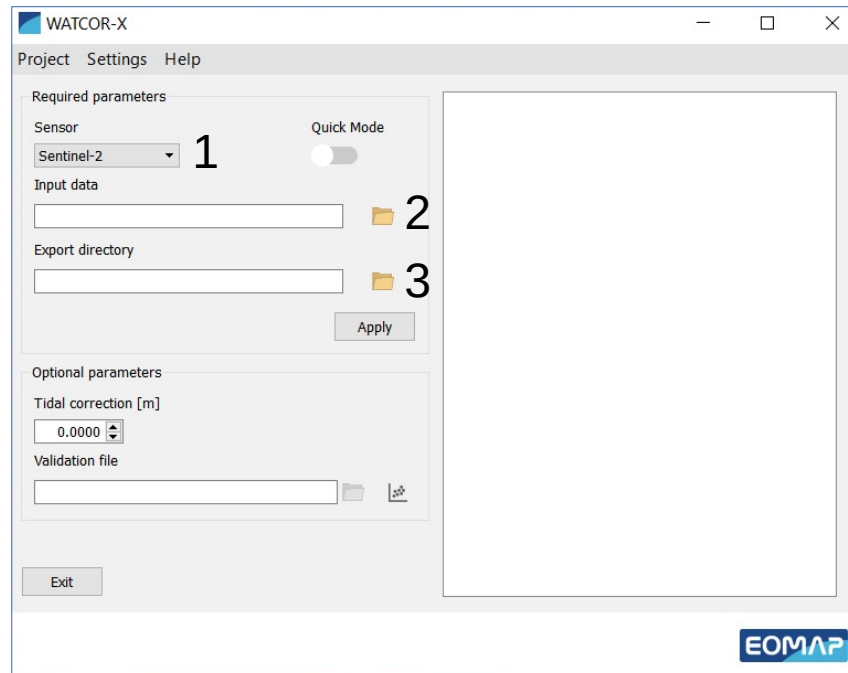 WATCOR-X
Project Settings Help
Required parameters
Sensor Quick Mode
Sentinel-2 1
Input data
2
Export directory
3
Apply
Optional parameters
Tidal correction [m]
0.0000
Validation file
Exit
EOMAP